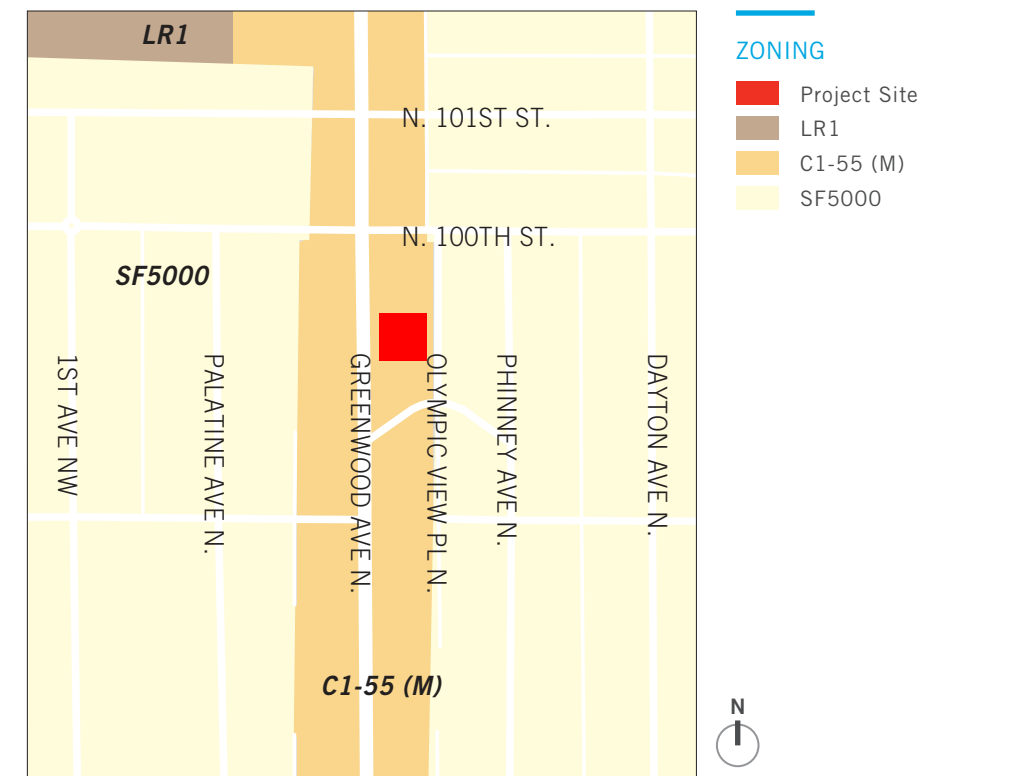 LR1
N. 101ST ST.
N. 100TH ST.
SF5000
1ST AVE NW
PALATINE AVE N.
GREENWOOD AVE N.
OLYMPIC VIEW PL N.
PHINNEY AVE N.
DAYTON AVE N.
C1-55 (M)
ZONING
Project Site
LR1
C1-55 (M)
SF5000
N